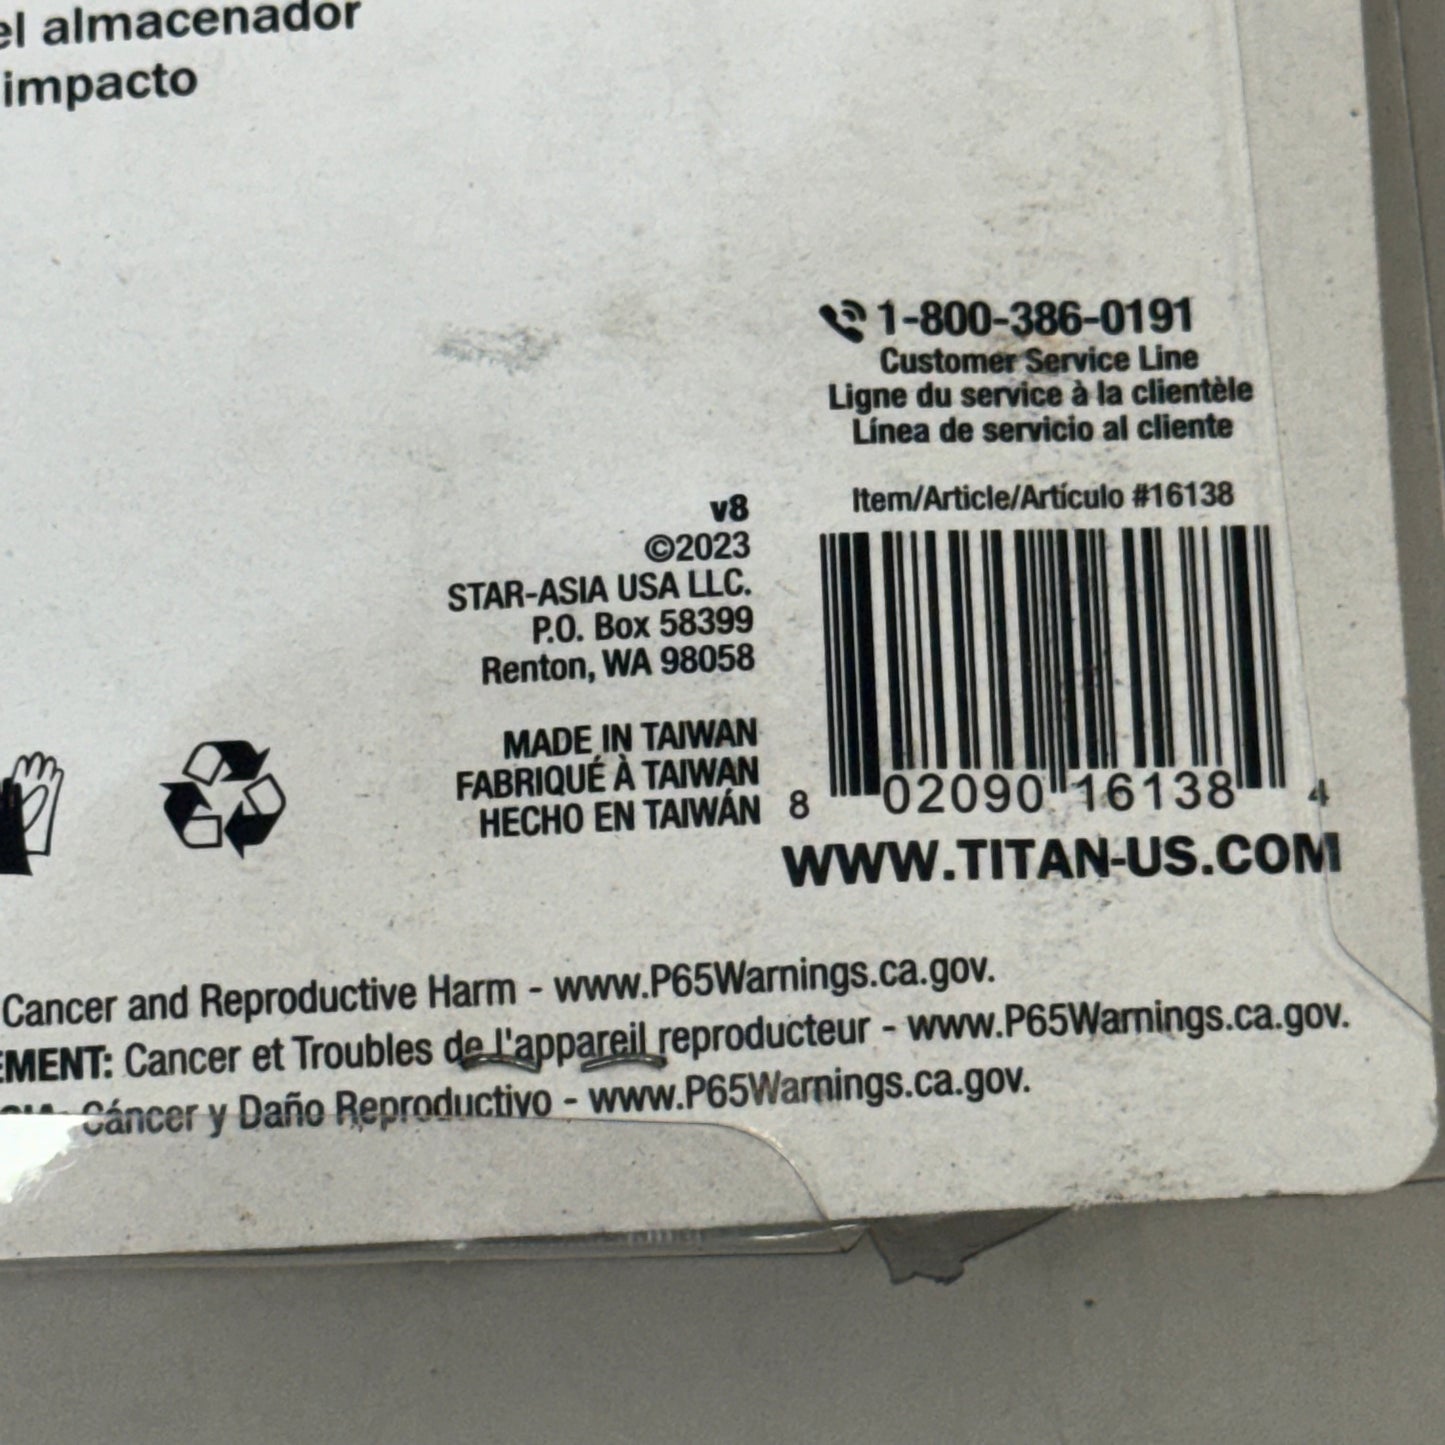 el almacenador
impacto
1-800-386-0191
Customer Service Line
Ligne du service à la clientèle
Línea de servicio al cliente
Item/Article/Artículo #16138
v8
©2023
STAR-ASIA USA LLC.
P.O. Box 58399
Renton, WA 98058
MADE IN TAIWAN
FABRIQUÉ À TAIWAN
HECHO EN TAIWÁN
8 02090 16138 4
WWW.TITAN-US.COM
Cancer and Reproductive Harm - www.P65Warnings.ca.gov.
EMENT: Cancer et Troubles de l'appareil reproducteur - www.P65Warnings.ca.gov.
Cáncer y Daño Reproductivo - www.P65Warnings.ca.gov.